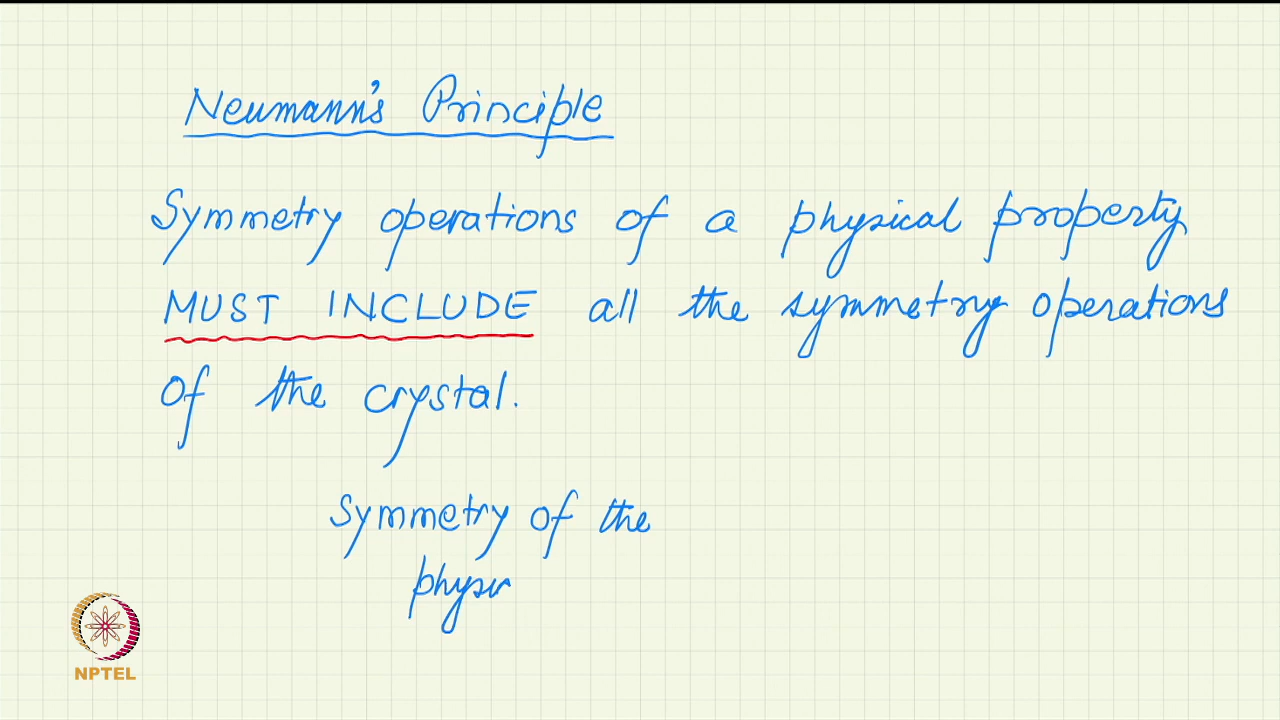 Neumann's Principle
Symmetry operations of a physical property
MUST INCLUDE all the symmetry operations
of the crystal.
Symmetry of the
physic
NPTEL